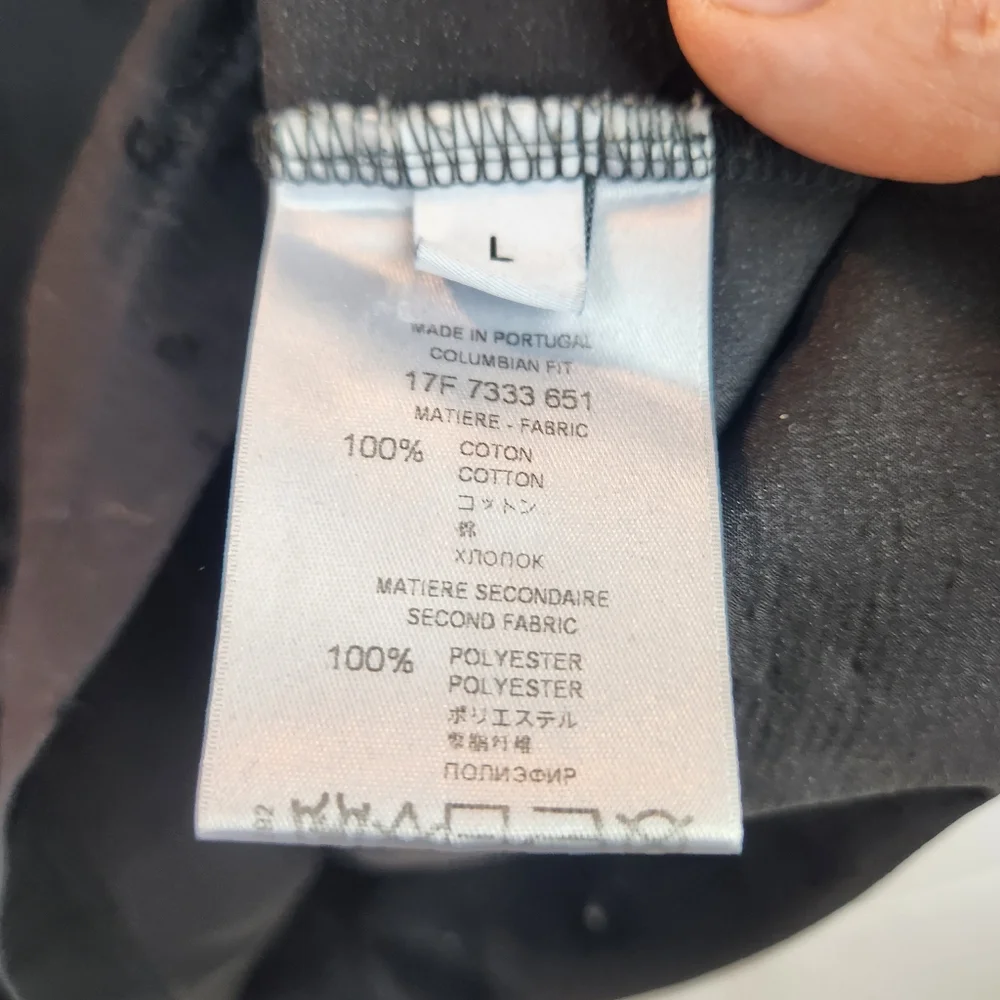 L
MADE IN PORTUGAL
COLUMBIAN FIT
17F 7333 651
MATIERE - FABRIC
100% COTON
COTTON
コットン
棉
ХЛОПОК
MATIERE SECONDAIRE
SECOND FABRIC
100% POLYESTER
POLYESTER
ポリエステル
聚脂纤维
ПОЛИЭФИР